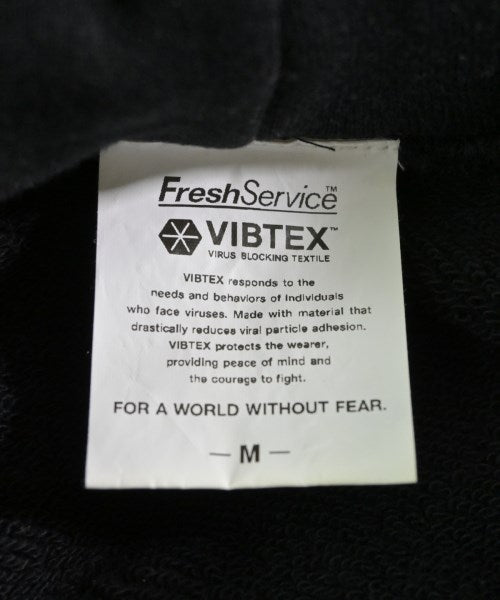 FreshService™
VIBTEX™
VIRUS BLOCKING TEXTILE
VIBTEX responds to the
needs and behaviors of individuals
who face viruses. Made with material that
drastically reduces viral particle adhesion.
VIBTEX protects the wearer,
providing peace of mind and
the courage to fight.
FOR A WORLD WITHOUT FEAR.
— M —